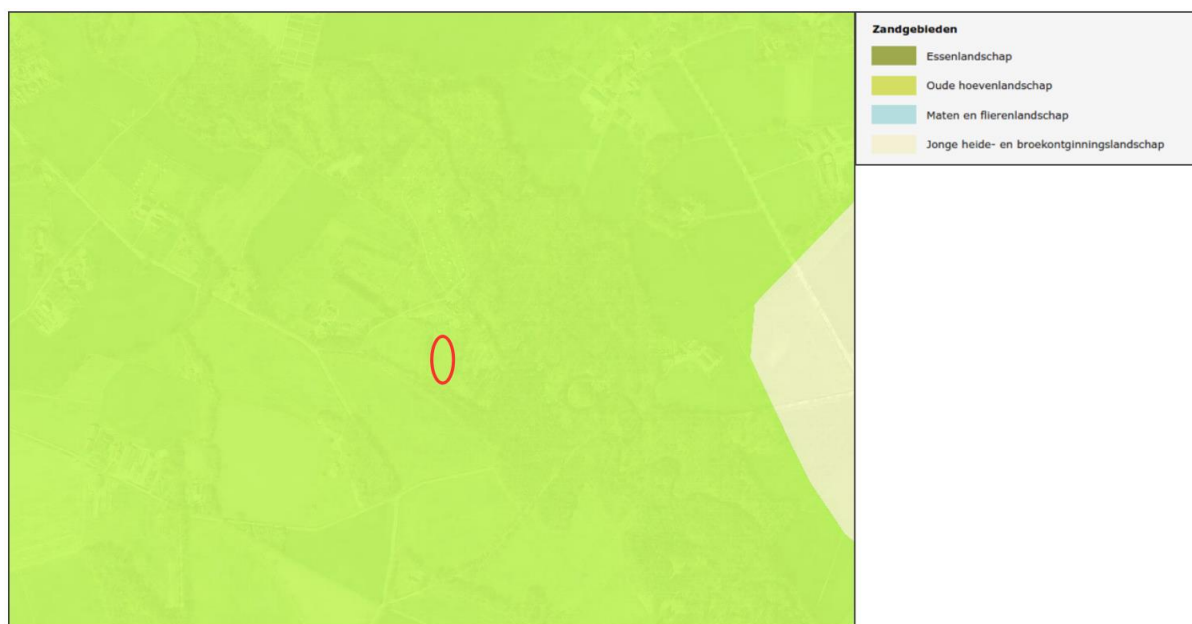 Zandgebieden
Essenlandschap
Oude hoevenlandschap
Maten en flierenlandschap
Jonge heide- en broekontginningslandschap